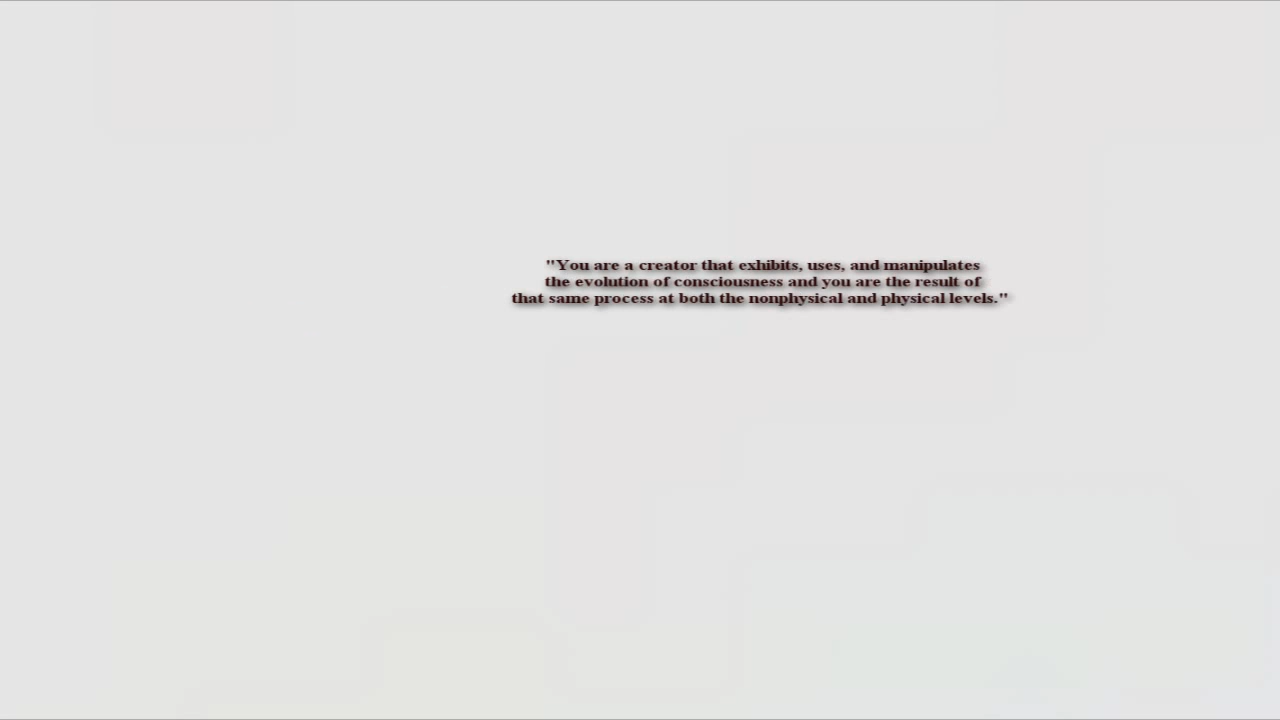 "You are a creator that exhibits, uses, and manipulates
the evolution of consciousness and you are the result of
that same process at both the nonphysical and physical levels."